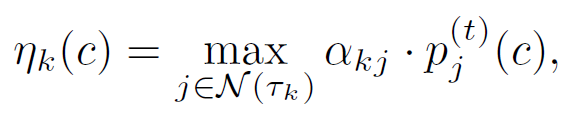 η_k(c) = max_{j∈𝒩(τ_k)} α_{kj} · p_j^{(t)}(c),